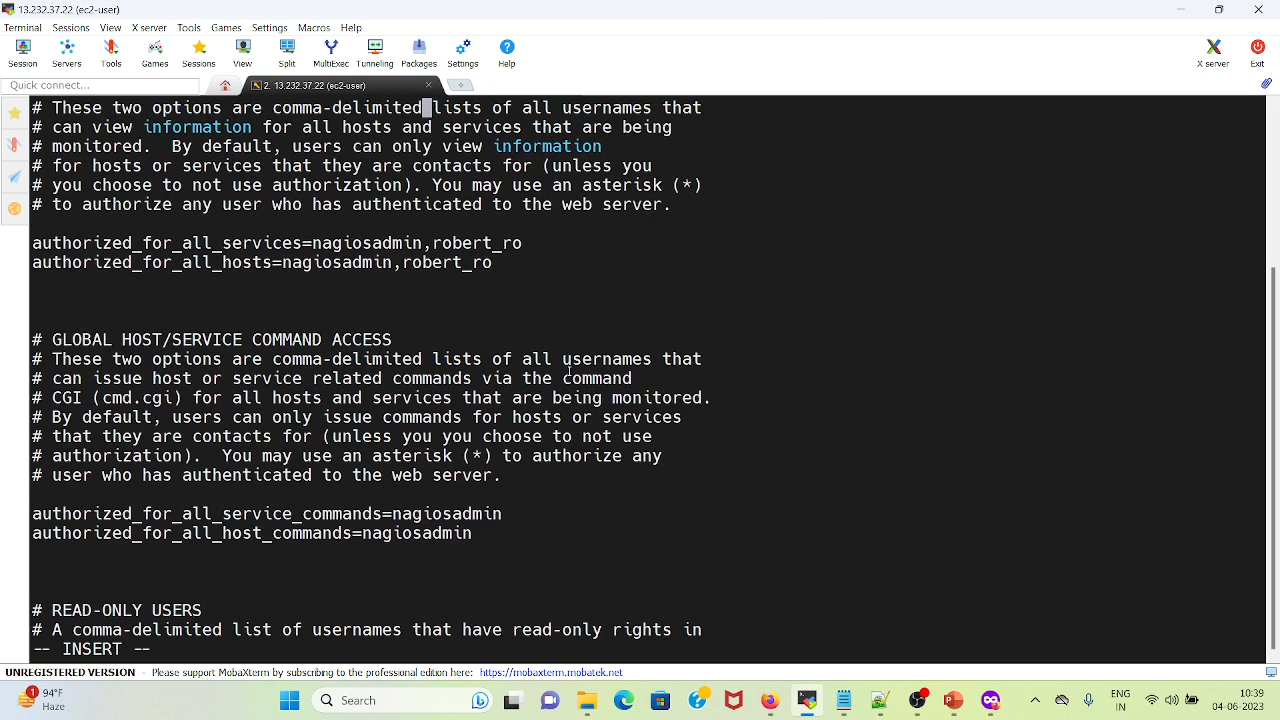 13.232.37.22 (ec2-user)
Terminal Sessions View X server Tools Games Settings Macros Help
Session Servers Tools Games Sessions View Split MultiExec Tunneling Packages Settings Help X server Exit
Quick connect... 2. 13.232.37.22 (ec2-user)
# These two options are comma-delimited lists of all usernames that
# can view information for all hosts and services that are being
# monitored.  By default, users can only view information
# for hosts or services that they are contacts for (unless you
# you choose to not use authorization). You may use an asterisk (*)
# to authorize any user who has authenticated to the web server.
authorized_for_all_services=nagiosadmin,robert_ro
authorized_for_all_hosts=nagiosadmin,robert_ro
# GLOBAL HOST/SERVICE COMMAND ACCESS
# These two options are comma-delimited lists of all usernames that
# can issue host or service related commands via the command
# CGI (cmd.cgi) for all hosts and services that are being monitored.
# By default, users can only issue commands for hosts or services
# that they are contacts for (unless you you choose to not use
# authorization).  You may use an asterisk (*) to authorize any
# user who has authenticated to the web server.
authorized_for_all_service_commands=nagiosadmin
authorized_for_all_host_commands=nagiosadmin
# READ-ONLY USERS
# A comma-delimited list of usernames that have read-only rights in
-- INSERT --
UNREGISTERED VERSION - Please support MobaXterm by subscribing to the professional edition here: https://mobaxterm.mobatek.net
1 94°F
Haze
Search
ENG
IN
10:39
04-06-2023